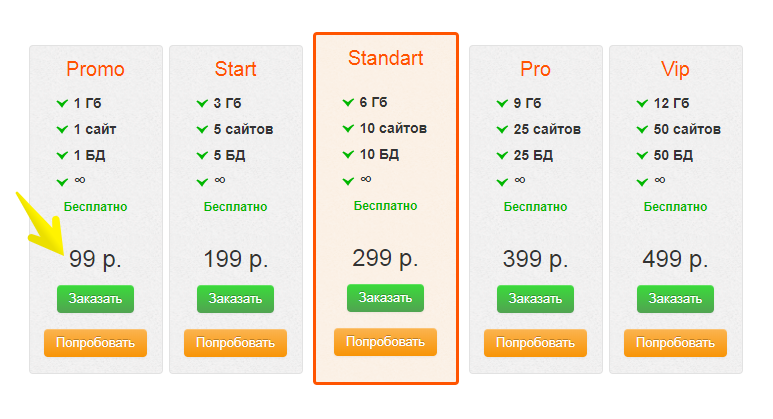 Promo
1 Гб
1 сайт
1 БД
∞
Бесплатно
99 р.
Заказать
Попробовать
Start
3 Гб
5 сайтов
5 БД
∞
Бесплатно
199 р.
Заказать
Попробовать
Standart
6 Гб
10 сайтов
10 БД
∞
Бесплатно
299 р.
Заказать
Попробовать
Pro
9 Гб
25 сайтов
25 БД
∞
Бесплатно
399 р.
Заказать
Попробовать
Vip
12 Гб
50 сайтов
50 БД
∞
Бесплатно
499 р.
Заказать
Попробовать